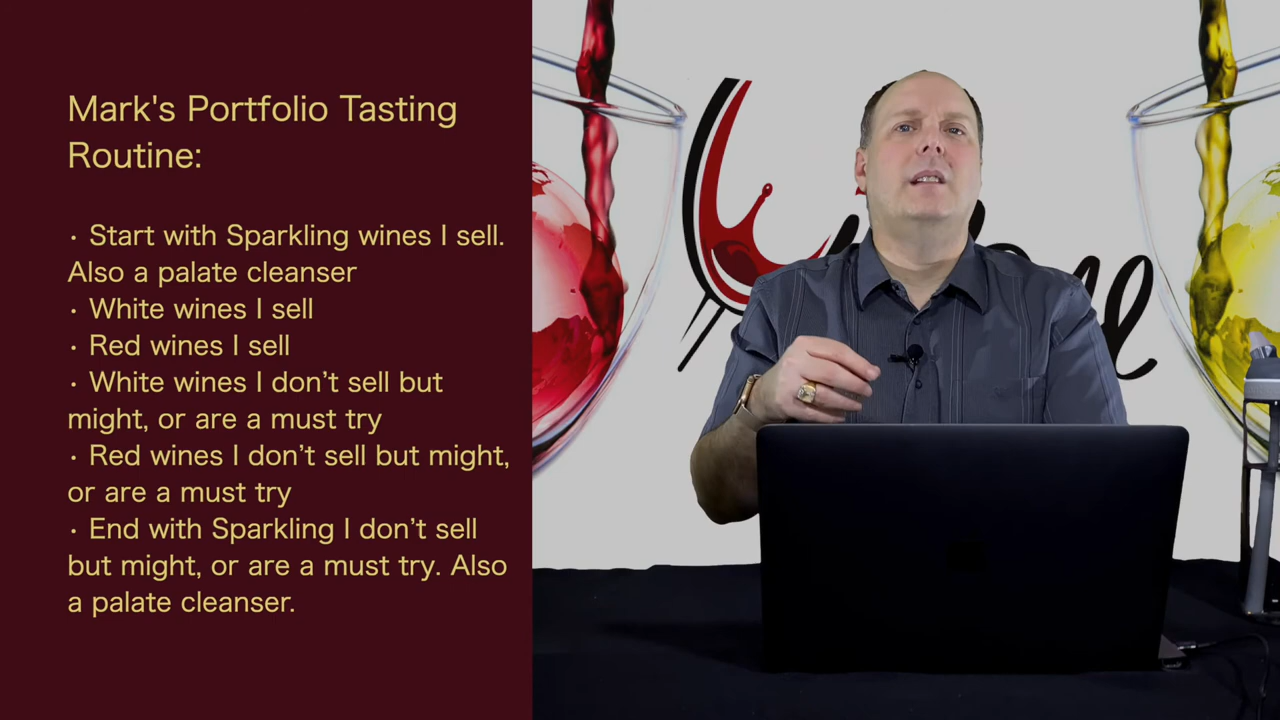 Mark's Portfolio Tasting
Routine:
· Start with Sparkling wines I sell.
Also a palate cleanser
· White wines I sell
· Red wines I sell
· White wines I don’t sell but
might, or are a must try
· Red wines I don’t sell but might,
or are a must try
· End with Sparkling I don’t sell
but might, or are a must try. Also
a palate cleanser.